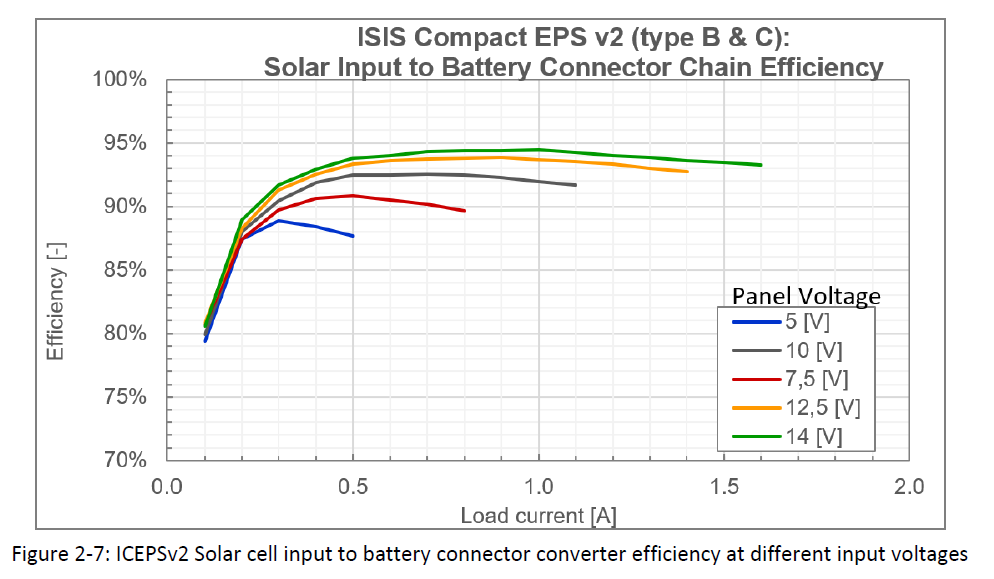 ISIS Compact EPS v2 (type B & C):
Solar Input to Battery Connector Chain Efficiency
100%
95%
90%
85%
80%
75%
70%
Efficiency [-]
Panel Voltage
5 [V]
10 [V]
7,5 [V]
12,5 [V]
14 [V]
0.0 0.5 1.0 1.5 2.0
Load current [A]
Figure 2-7: ICEPSv2 Solar cell input to battery connector converter efficiency at different input voltages